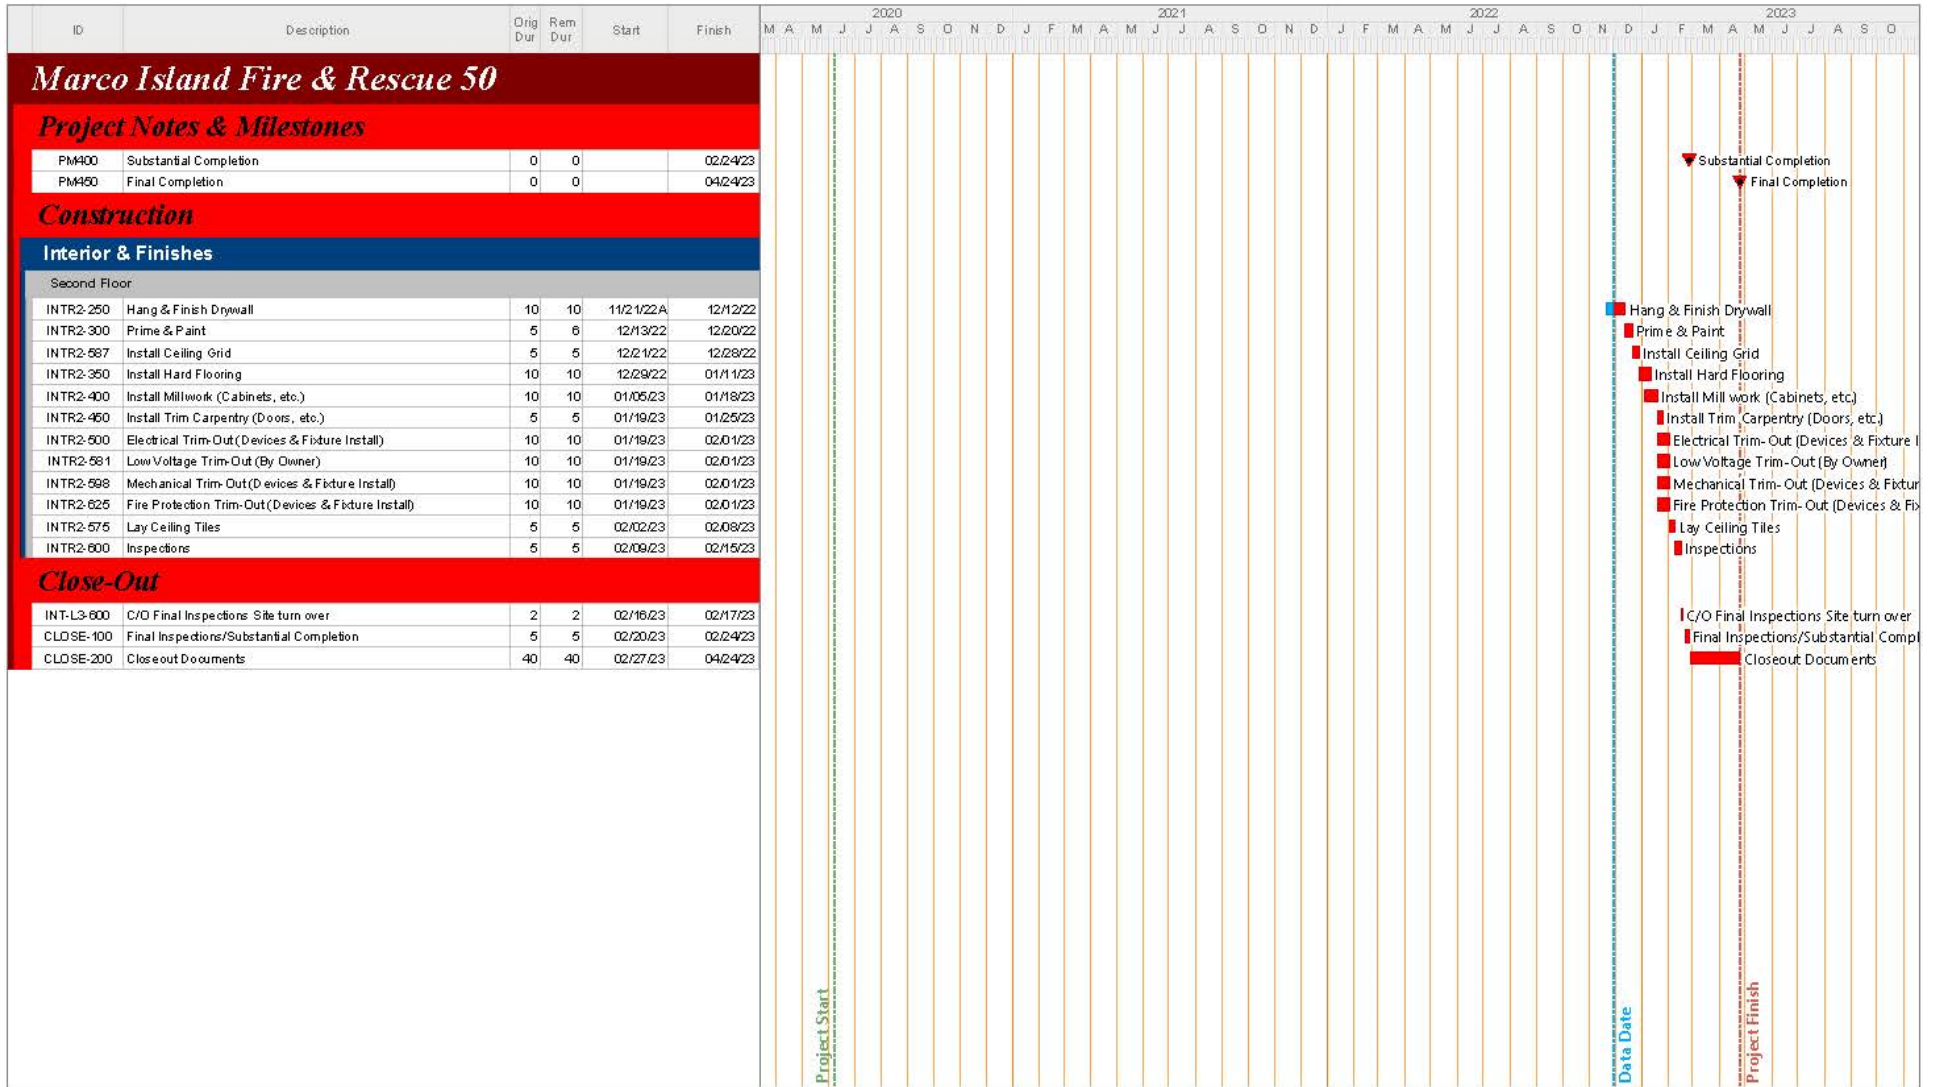 ID Description Orig Dur Rem Dur Start Finish
2020 2021 2022 2023
M A M J J A S O N D J F M A M J J A S O N D J F M A M J J A S O N D J F M A M J J A S O
Marco Island Fire & Rescue 50
Project Notes & Milestones
PM400 Substantial Completion 0 0 02/24/23 Substantial Completion
PM450 Final Completion 0 0 04/24/23 Final Completion
Construction
Interior & Finishes
Second Floor
INTR2-250 Hang & Finish Drywall 10 10 11/21/22A 12/12/22 Hang & Finish Drywall
INTR2-300 Prime & Paint 5 6 12/13/22 12/20/22 Prime & Paint
INTR2-587 Install Ceiling Grid 5 5 12/21/22 12/28/22 Install Ceiling Grid
INTR2-350 Install Hard Flooring 10 10 12/29/22 01/11/23 Install Hard Flooring
INTR2-400 Install Millwork (Cabinets, etc.) 10 10 01/05/23 01/18/23 Install Mill work (Cabinets, etc.)
INTR2-450 Install Trim Carpentry (Doors, etc.) 5 5 01/19/23 01/25/23 Install Trim Carpentry (Doors, etc.)
INTR2-500 Electrical Trim-Out (Devices & Fixture Install) 10 10 01/19/23 02/01/23 Electrical Trim-Out (Devices & Fixture I
INTR2-581 Low Voltage Trim-Out (By Owner) 10 10 01/19/23 02/01/23 Low Voltage Trim-Out (By Owner)
INTR2-598 Mechanical Trim-Out (Devices & Fixture Install) 10 10 01/19/23 02/01/23 Mechanical Trim-Out (Devices & Fixtur
INTR2-625 Fire Protection Trim-Out (Devices & Fixture Install) 10 10 01/19/23 02/01/23 Fire Protection Trim-Out (Devices & Fix
INTR2-575 Lay Ceiling Tiles 5 5 02/02/23 02/08/23 Lay Ceiling Tiles
INTR2-600 Inspections 5 5 02/09/23 02/15/23 Inspections
Close-Out
INT-L3-600 C/O Final Inspections Site turn over 2 2 02/16/23 02/17/23 C/O Final Inspections Site turn over
CLOSE-100 Final Inspections/Substantial Completion 5 5 02/20/23 02/24/23 Final Inspections/Substantial Compl
CLOSE-200 Closeout Documents 40 40 02/27/23 04/24/23 Closeout Documents
Project Start
Data Date
Project Finish